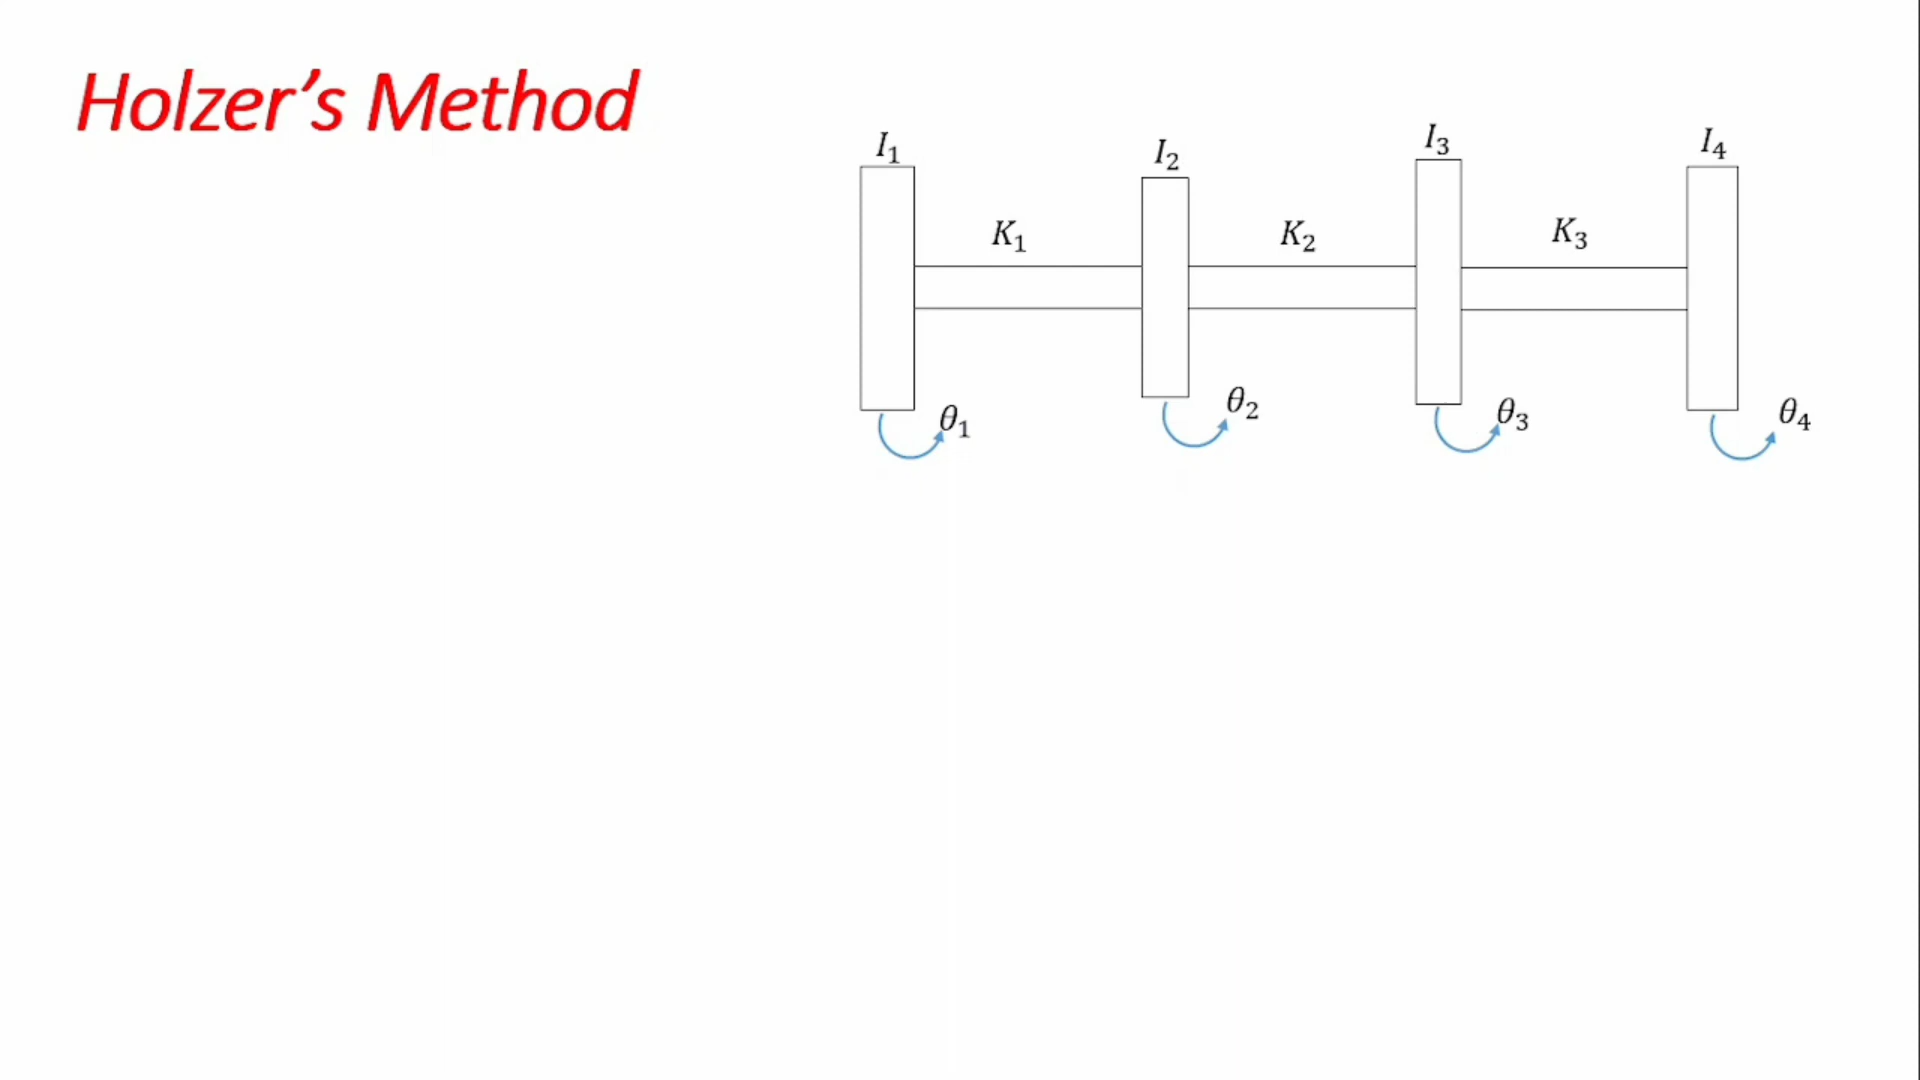 Holzer's Method
I₁ I₂ I₃ I₄
K₁ K₂ K₃
θ₁ θ₂ θ₃ θ₄